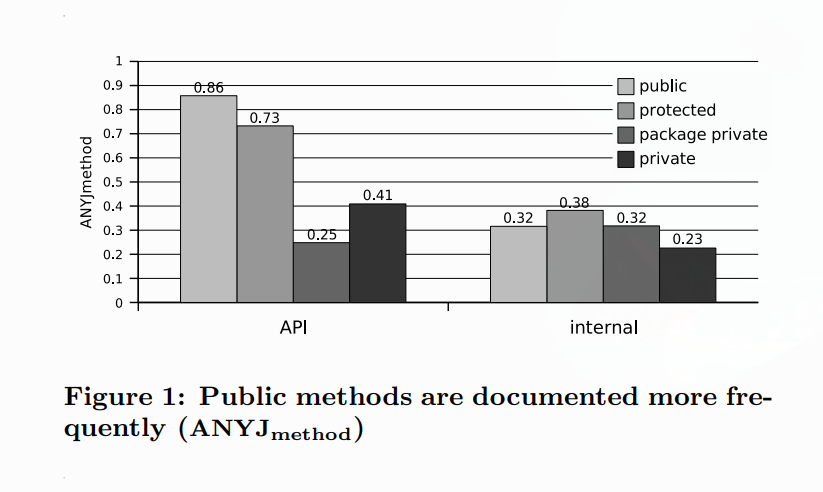 1
0.9
0.8
0.7
0.6
0.5
0.4
0.3
0.2
0.1
0
ANYJmethod
0.86
0.73
0.25
0.41
0.32
0.38
0.32
0.23
public
protected
package private
private
API
internal
Figure 1: Public methods are documented more fre-
quently (ANYJmethod)